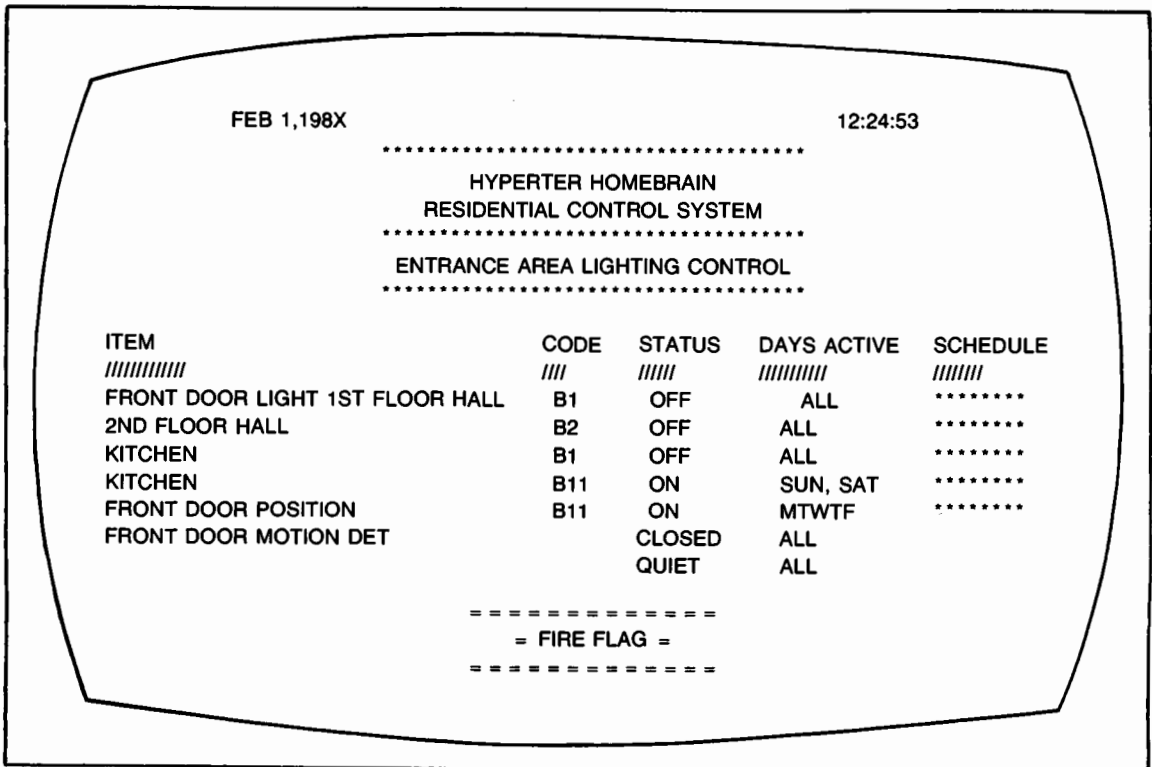 FEB 1,198X 12:24:53
*************************************
HYPERTER HOMEBRAIN
RESIDENTIAL CONTROL SYSTEM
*************************************
ENTRANCE AREA LIGHTING CONTROL
*************************************
ITEM CODE STATUS DAYS ACTIVE SCHEDULE
///////////// //// ////// /////////// ////////
FRONT DOOR LIGHT 1ST FLOOR HALL B1 OFF ALL ********
2ND FLOOR HALL B2 OFF ALL ********
KITCHEN B1 OFF ALL ********
KITCHEN B11 ON SUN, SAT ********
FRONT DOOR POSITION B11 ON MTWTF ********
FRONT DOOR MOTION DET CLOSED ALL
QUIET ALL
= = = = = = = = = = = = =
= FIRE FLAG =
= = = = = = = = = = = = =